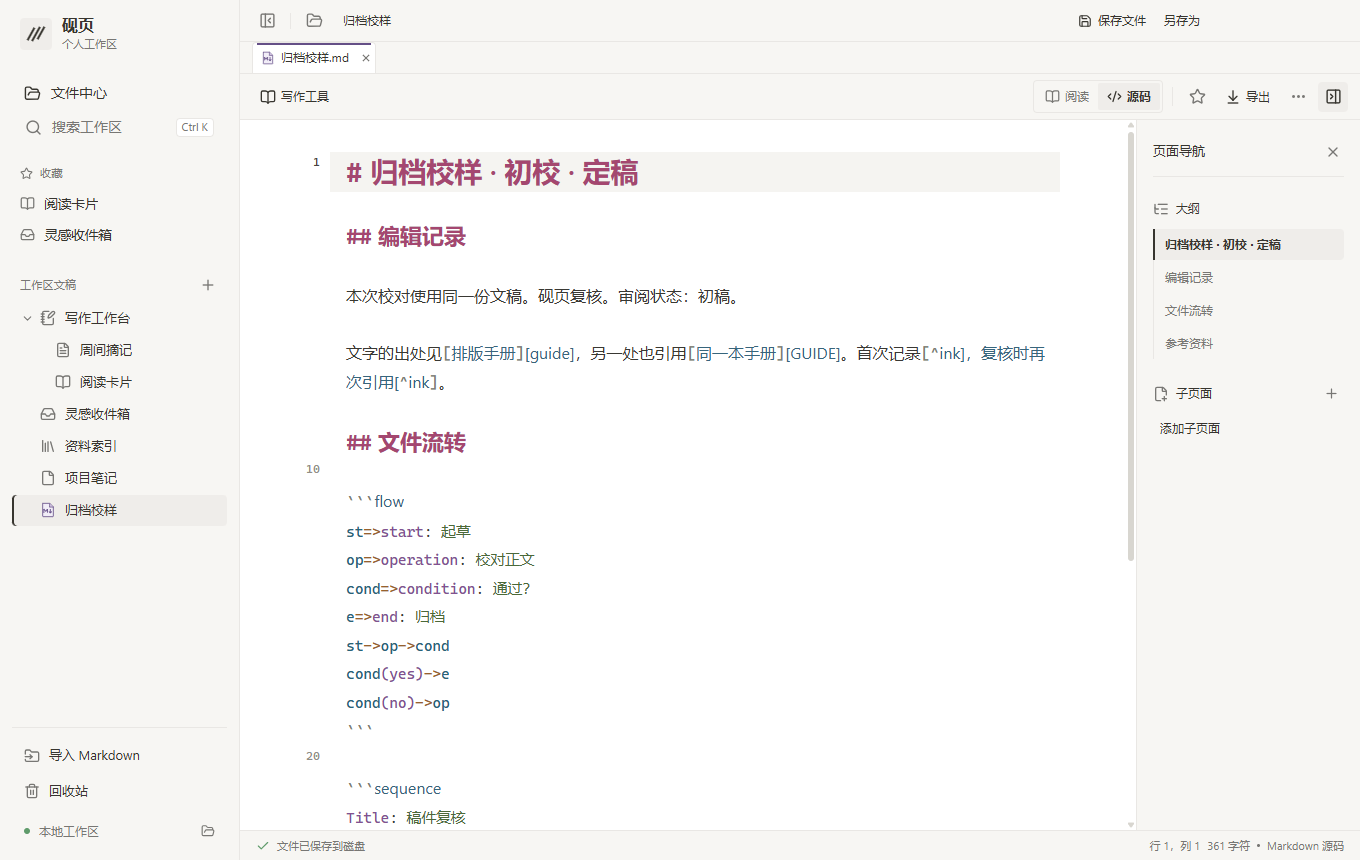 砚页
个人工作区
文件中心
搜索工作区 Ctrl K
收藏
阅读卡片
灵感收件箱
工作区文稿
写作工作台
周间摘记
阅读卡片
灵感收件箱
资料索引
项目笔记
归档校样
导入 Markdown
回收站
本地工作区
归档校样
保存文件 另存为
归档校样.md
写作工具
阅读 源码 导出
1 # 归档校样 · 初校 · 定稿
## 编辑记录
本次校对使用同一份文稿。砚页复核。审阅状态：初稿。
文字的出处见[排版手册][guide]，另一处也引用[同一本手册][GUIDE]。首次记录[^ink]，复核时再
次引用[^ink]。
## 文件流转
10
```flow
st=>start: 起草
op=>operation: 校对正文
cond=>condition: 通过?
e=>end: 归档
st->op->cond
cond(yes)->e
cond(no)->op
```
20
```sequence
Title: 稿件复核
页面导航
大纲
归档校样 · 初校 · 定稿
编辑记录
文件流转
参考资料
子页面
添加子页面
文件已保存到磁盘
行 1，列 1 361 字符 • Markdown 源码